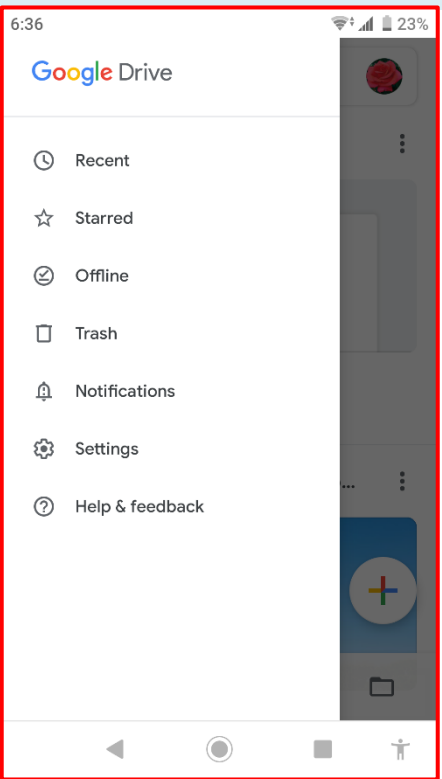 6:36
23%
Google Drive
Recent
Starred
Offline
Trash
Notifications
Settings
Help & feedback
...